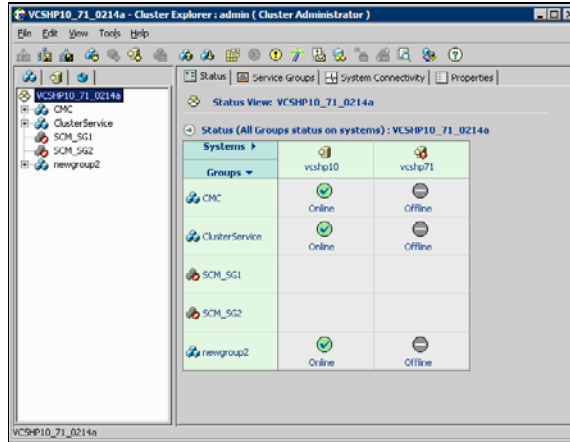 VCSHP10_71_0214a - Cluster Explorer : admin ( Cluster Administrator )
File Edit View Tools Help
Status Service Groups System Connectivity Properties
VCSHP10_71_0214a
CMC
ClusterService
SCM_SG1
SCM_SG2
newgroup2
Status View: VCSHP10_71_0214a
Status (All Groups status on systems) : VCSHP10_71_0214a
Systems
Groups
vcshp10 vcshp71
CMC Online Offline
ClusterService Online Offline
SCM_SG1
SCM_SG2
newgroup2 Online Offline
VCSHP10_71_0214a